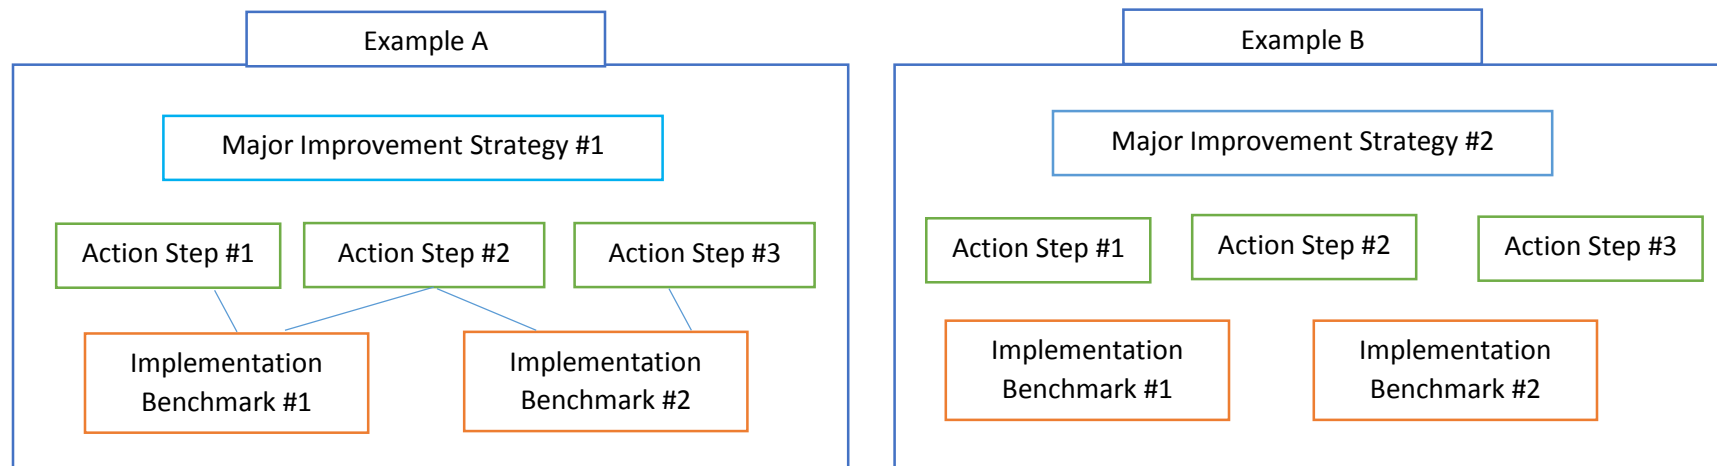 Example A
Major Improvement Strategy #1
Action Step #1
Action Step #2
Action Step #3
Implementation
Benchmark #1
Implementation
Benchmark #2
Example B
Major Improvement Strategy #2
Action Step #1
Action Step #2
Action Step #3
Implementation
Benchmark #1
Implementation
Benchmark #2